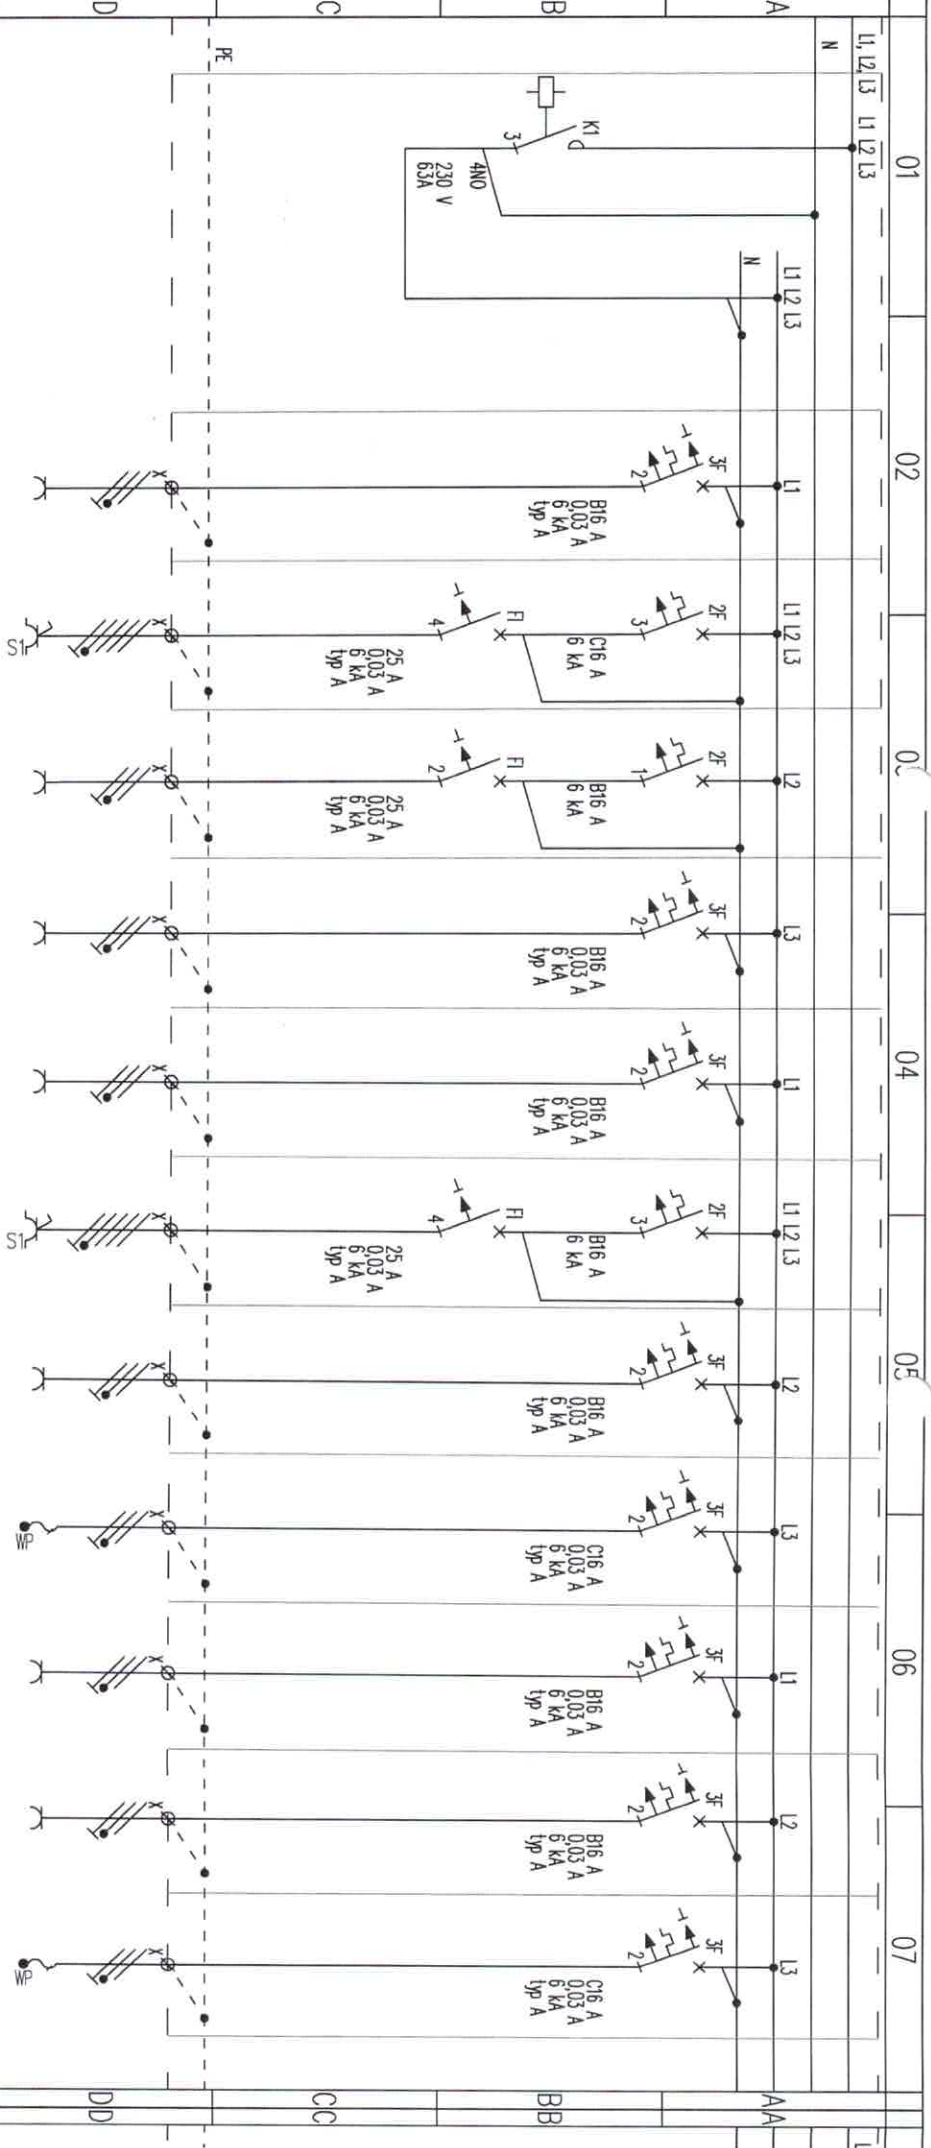 01
02
04
06
07
D
C
B
A
L1, L2, L3
N
PE
L1 L2 L3
K1
3
4NO
230 V
63A
L1 L2 L3
N
L1
3F
2
B16 A
0,03 A
6 kA
typ A
X
L1 L2 L3
2F
3
C16 A
6 kA
FI
4
25 A
0,03 A
6 kA
typ A
X
S1
L2
2F
1
B16 A
6 kA
FI
2
25 A
0,03 A
6 kA
typ A
X
L3
3F
2
B16 A
0,03 A
6 kA
typ A
X
L1
3F
2
B16 A
0,03 A
6 kA
typ A
X
L1 L2 L3
2F
3
B16 A
6 kA
FI
4
25 A
0,03 A
6 kA
typ A
X
S1
L2
3F
2
B16 A
0,03 A
6 kA
typ A
X
L3
3F
2
C16 A
0,03 A
6 kA
typ A
X
WP
L1
3F
2
B16 A
0,03 A
6 kA
typ A
X
L2
3F
2
B16 A
0,03 A
6 kA
typ A
X
L3
3F
2
C16 A
0,03 A
6 kA
typ A
X
WP
D
C
B
A
D
C
B
A